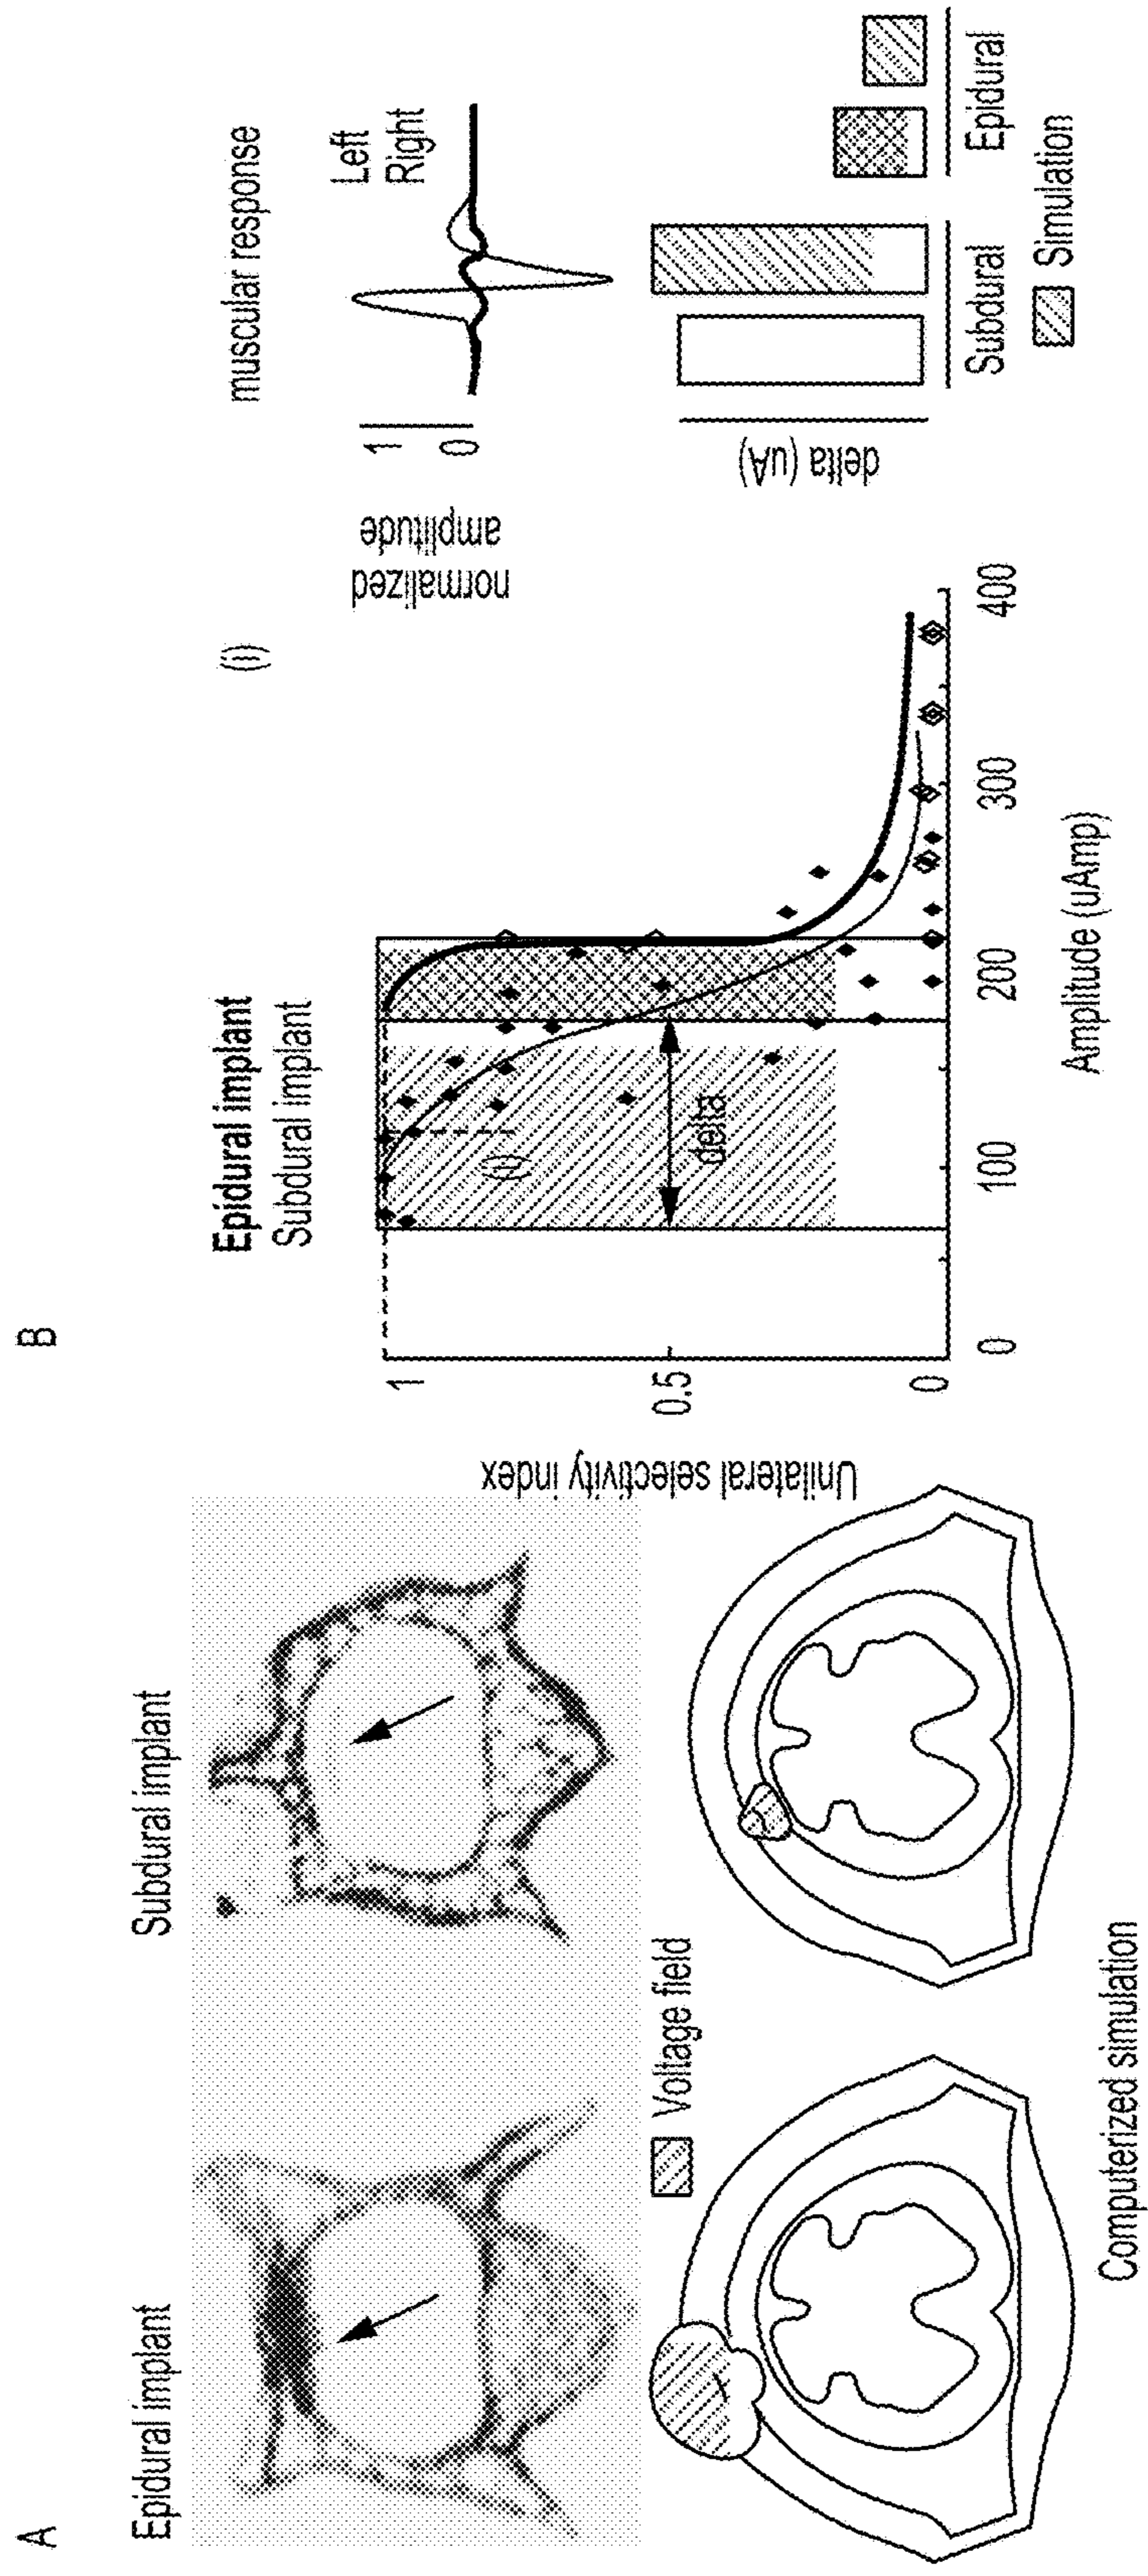 A
Epidural implant
Subdural implant
Voltage field
Computerized simulation
B
Epidural implant
Subdural implant
Unilateral selectivity index
1
0.5
0
(i)
delta
0
100
200
300
400
Amplitude (uAmp)
(i)
muscular response
normalized
amplitude
1
0
Left
Right
delta (uA)
Subdural
Epidural
Simulation